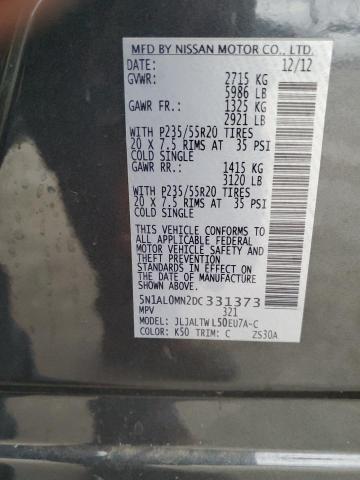 MFD BY NISSAN MOTOR CO., LTD.
DATE: 12/12
GVWR: 2715 KG
5986 LB
GAWR FR.: 1325 KG
2921 LB
WITH P235/55R20 TIRES
20 X 7.5 RIMS AT 35 PSI
COLD SINGLE
GAWR RR.: 1415 KG
3120 LB
WITH P235/55R20 TIRES
20 X 7.5 RIMS AT 35 PSI
COLD SINGLE
THIS VEHICLE CONFORMS TO
ALL APPLICABLE FEDERAL
MOTOR VEHICLE SAFETY AND
THEFT PREVENTION
STANDARDS IN EFFECT ON
THE DATE OF MANUFACTURE
SHOWN ABOVE.
5N1AL0MN2DC331373
MPV 321
MODEL: JLJALTWL50EU7A-C
COLOR: K50 TRIM: C ZS30A